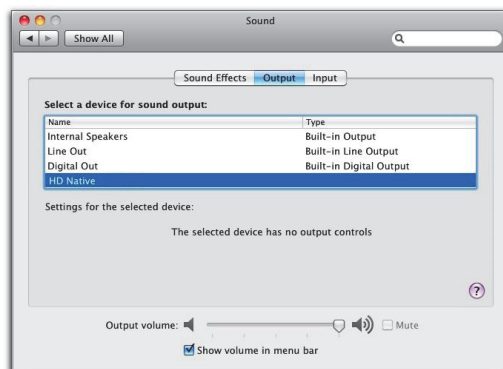 Sound
Show All
Sound Effects Output Input
Select a device for sound output:
Name Type
Internal Speakers Built-in Output
Line Out Built-in Line Output
Digital Out Built-in Digital Output
HD Native
Settings for the selected device:
The selected device has no output controls
?
Output volume: Mute
Show volume in menu bar